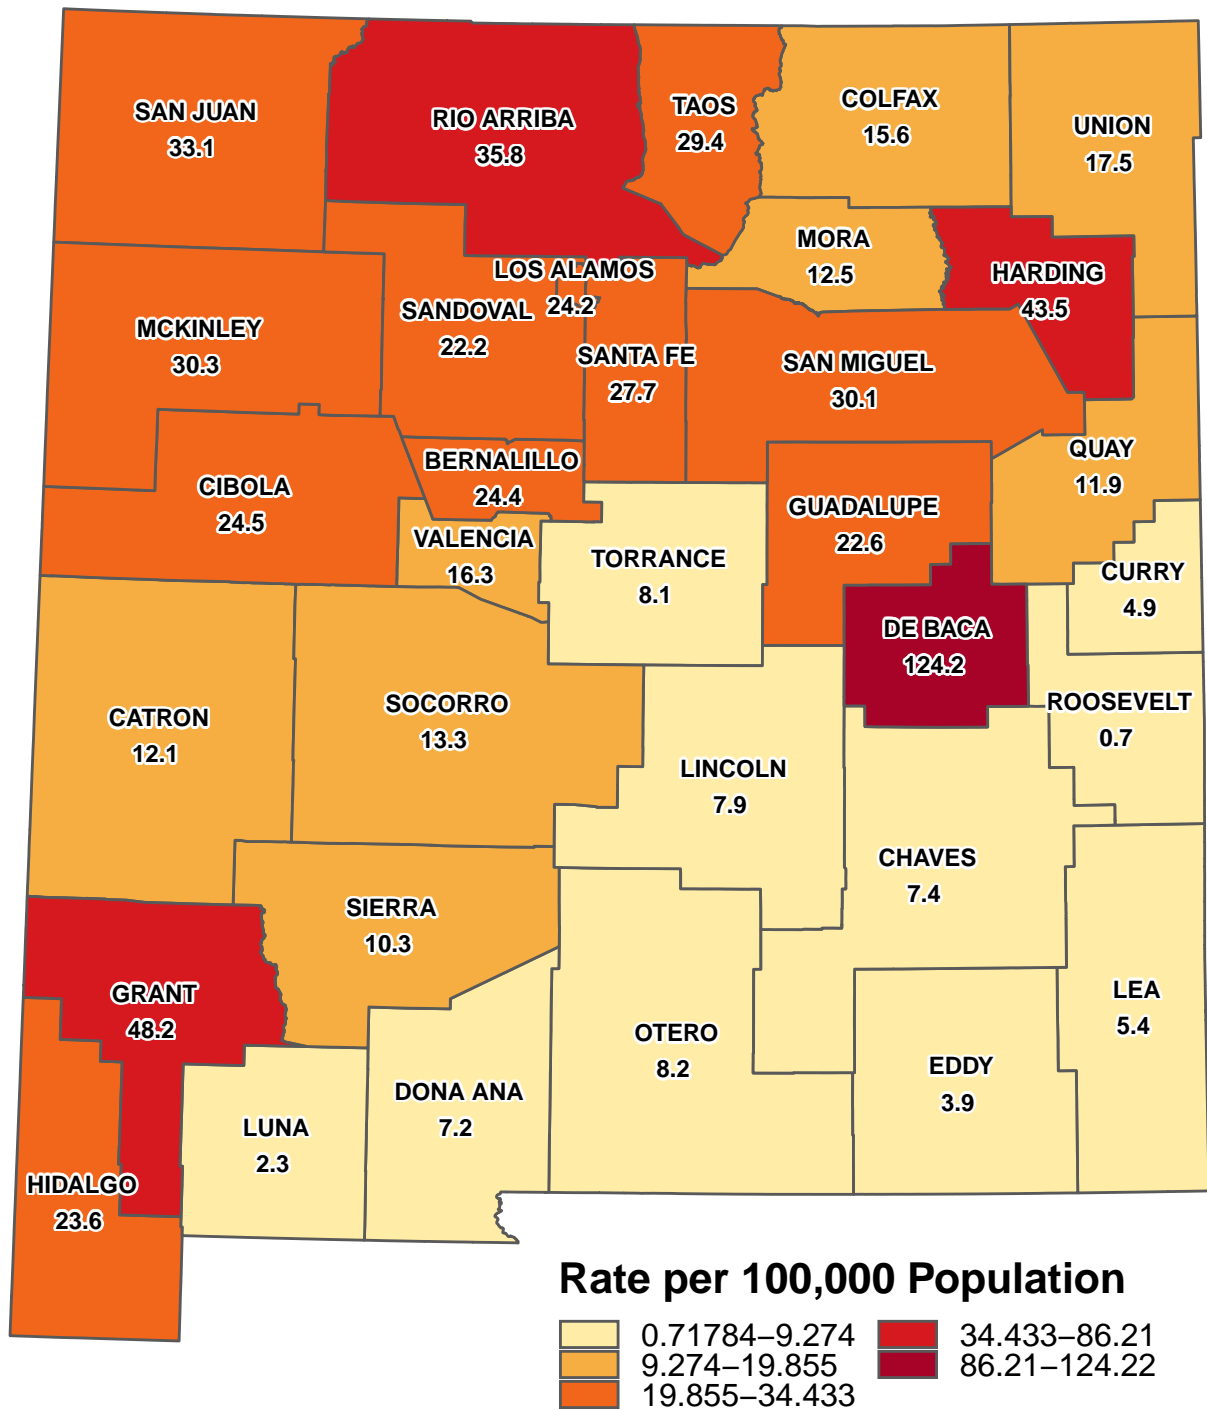 SAN JUAN
33.1
RIO ARRIBA
35.8
TAOS
29.4
COLFAX
15.6
UNION
17.5
MORA
12.5
HARDING
43.5
LOS ALAMOS
24.2
SANDOVAL
22.2
MCKINLEY
30.3
SANTA FE
27.7
SAN MIGUEL
30.1
QUAY
11.9
BERNALILLO
24.4
CIBOLA
24.5
GUADALUPE
22.6
VALENCIA
16.3
TORRANCE
8.1
CURRY
4.9
DE BACA
124.2
ROOSEVELT
0.7
CATRON
12.1
SOCORRO
13.3
LINCOLN
7.9
CHAVES
7.4
SIERRA
10.3
GRANT
48.2
LEA
5.4
OTERO
8.2
EDDY
3.9
DONA ANA
7.2
LUNA
2.3
HIDALGO
23.6
Rate per 100,000 Population
0.71784–9.274
9.274–19.855
19.855–34.433
34.433–86.21
86.21–124.22